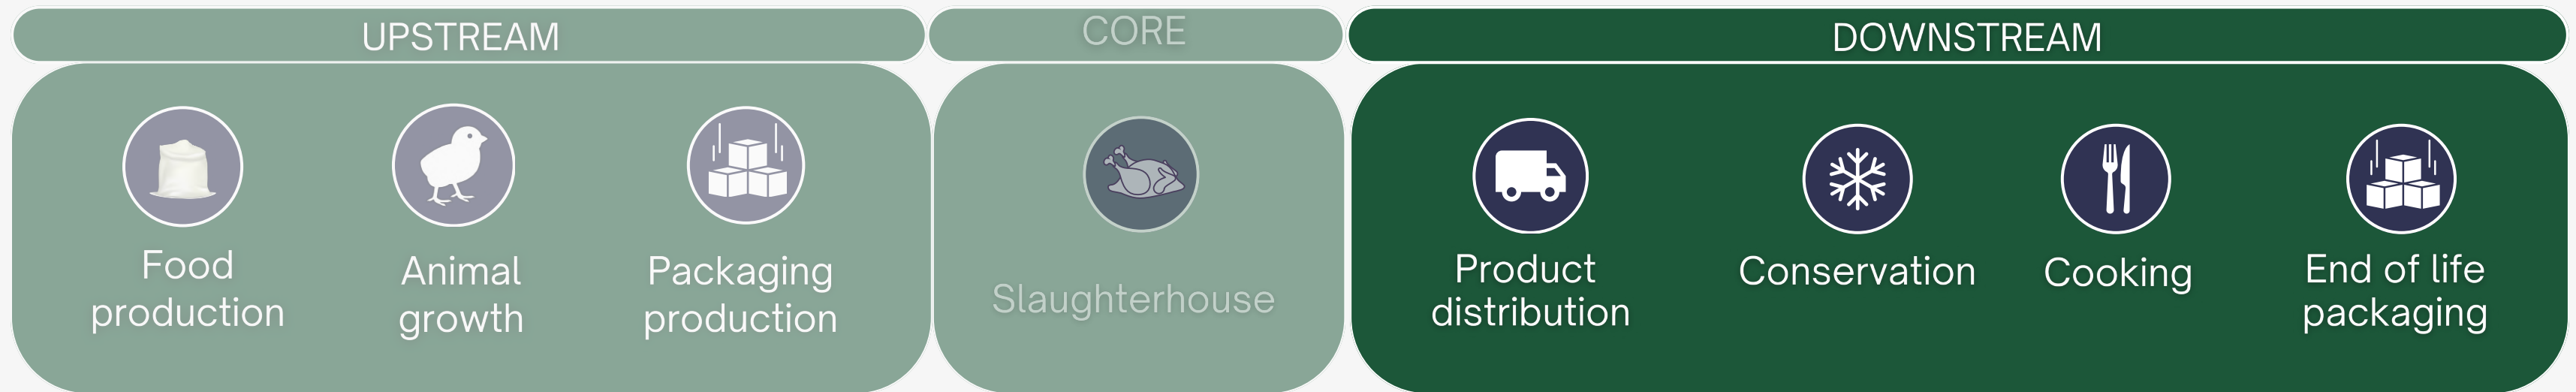 UPSTREAM
CORE
DOWNSTREAM
Food
production
Animal
growth
Packaging
production
Slaughterhouse
Product
distribution
Conservation
Cooking
End of life
packaging